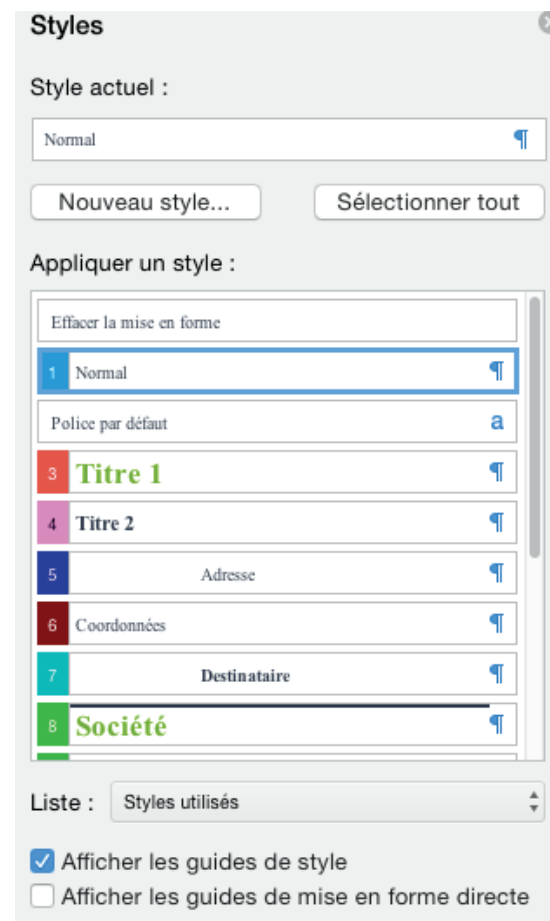 Styles
Style actuel :
Normal ¶
Nouveau style... Sélectionner tout
Appliquer un style :
Effacer la mise en forme
1 Normal ¶
Police par défaut a
3 Titre 1 ¶
4 Titre 2 ¶
5 Adresse ¶
6 Coordonnées ¶
7 Destinataire ¶
8 Société ¶
Liste : Styles utilisés
Afficher les guides de style
Afficher les guides de mise en forme directe